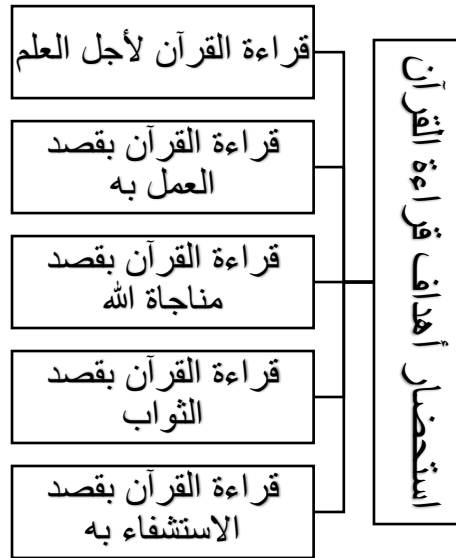 استحضار أهداف قراءة القرآن
قراءة القرآن لأجل العلم
قراءة القرآن بقصد
العمل به
قراءة القرآن بقصد
مناجاة الله
قراءة القرآن بقصد
الثواب
قراءة القرآن بقصد
الاستشفاء به